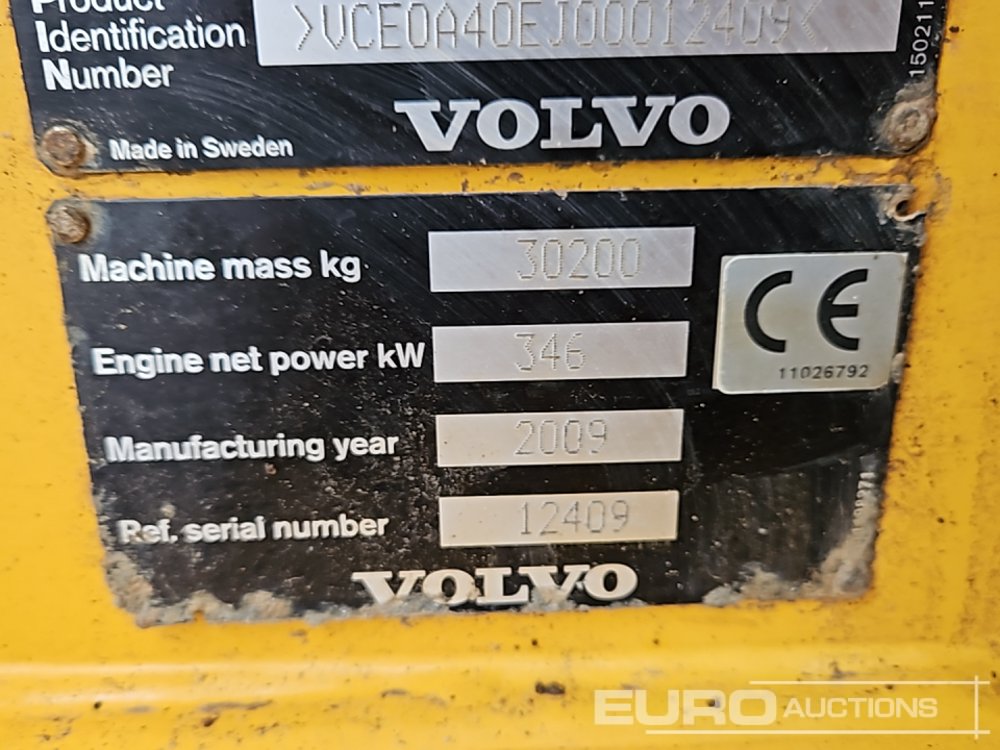 Product
Identification
Number
>VCE0A40EJ00012409<
150211
Made in Sweden
VOLVO
Machine mass kg 30200
Engine net power kW 346
CE
11026792
Manufacturing year 2009
Ref. serial number 12409
VOLVO
EURO AUCTIONS